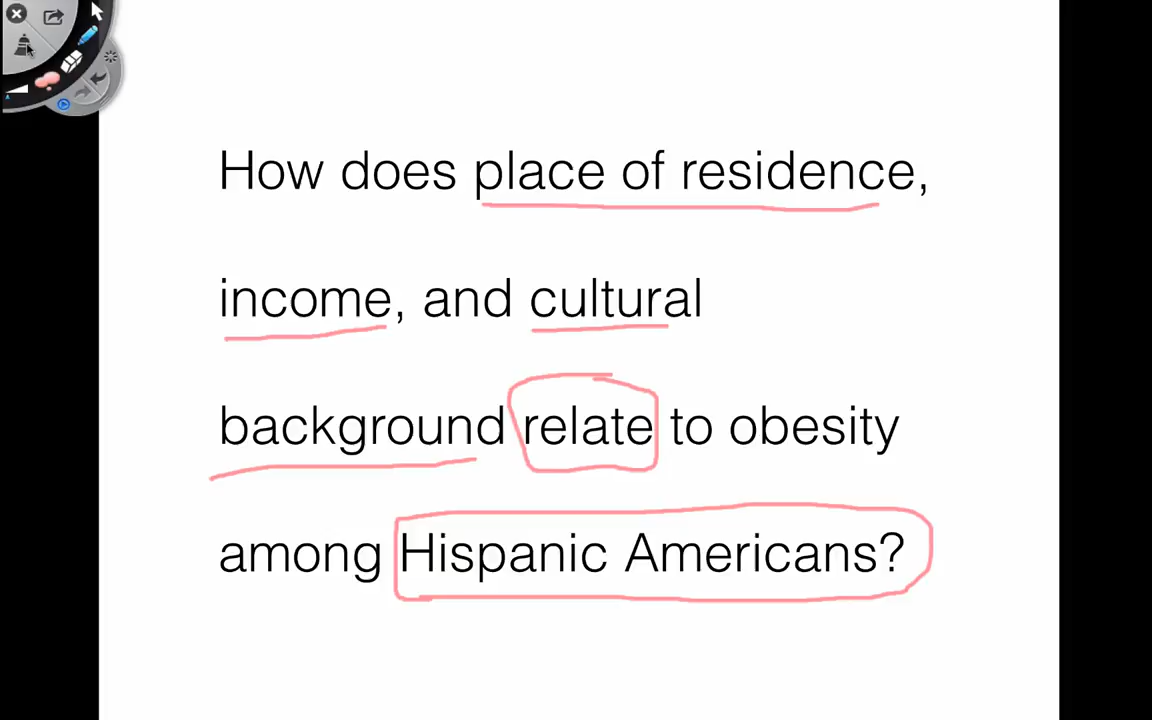 How does place of residence,
income, and cultural
background relate to obesity
among Hispanic Americans?